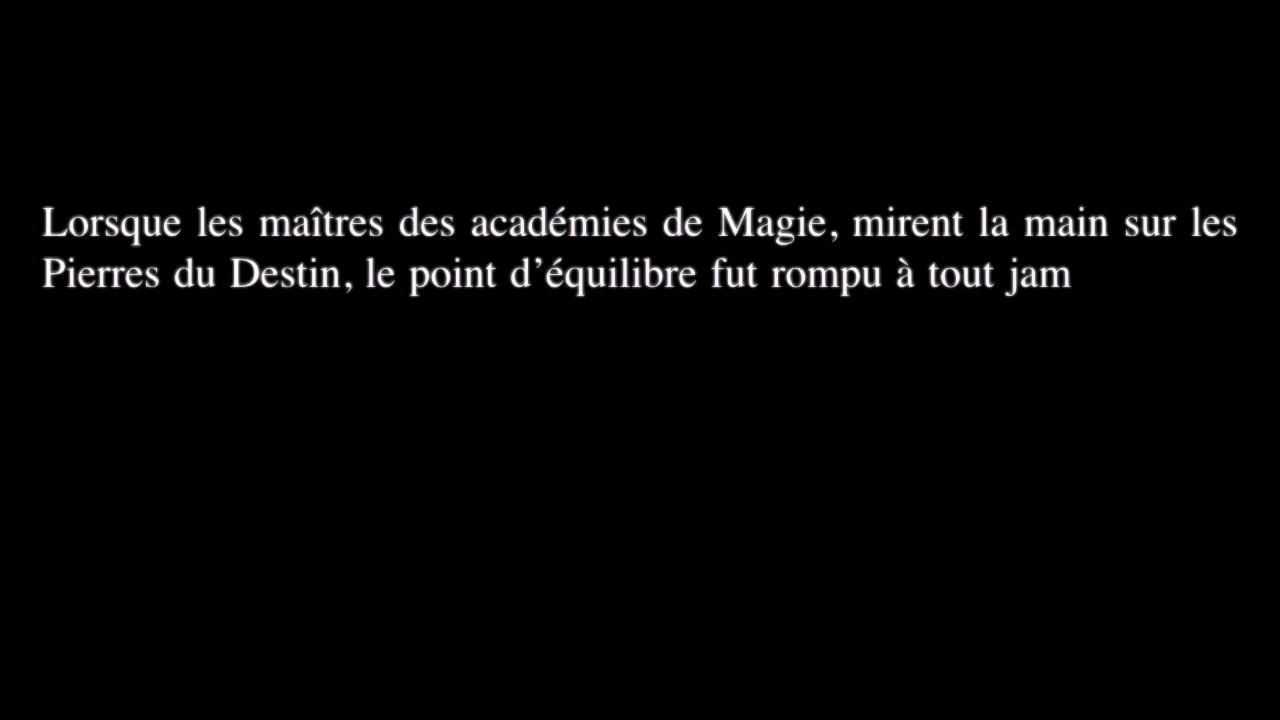 Lorsque les maîtres des académies de Magie, mirent la main sur les
Pierres du Destin, le point d’équilibre fut rompu à tout jam